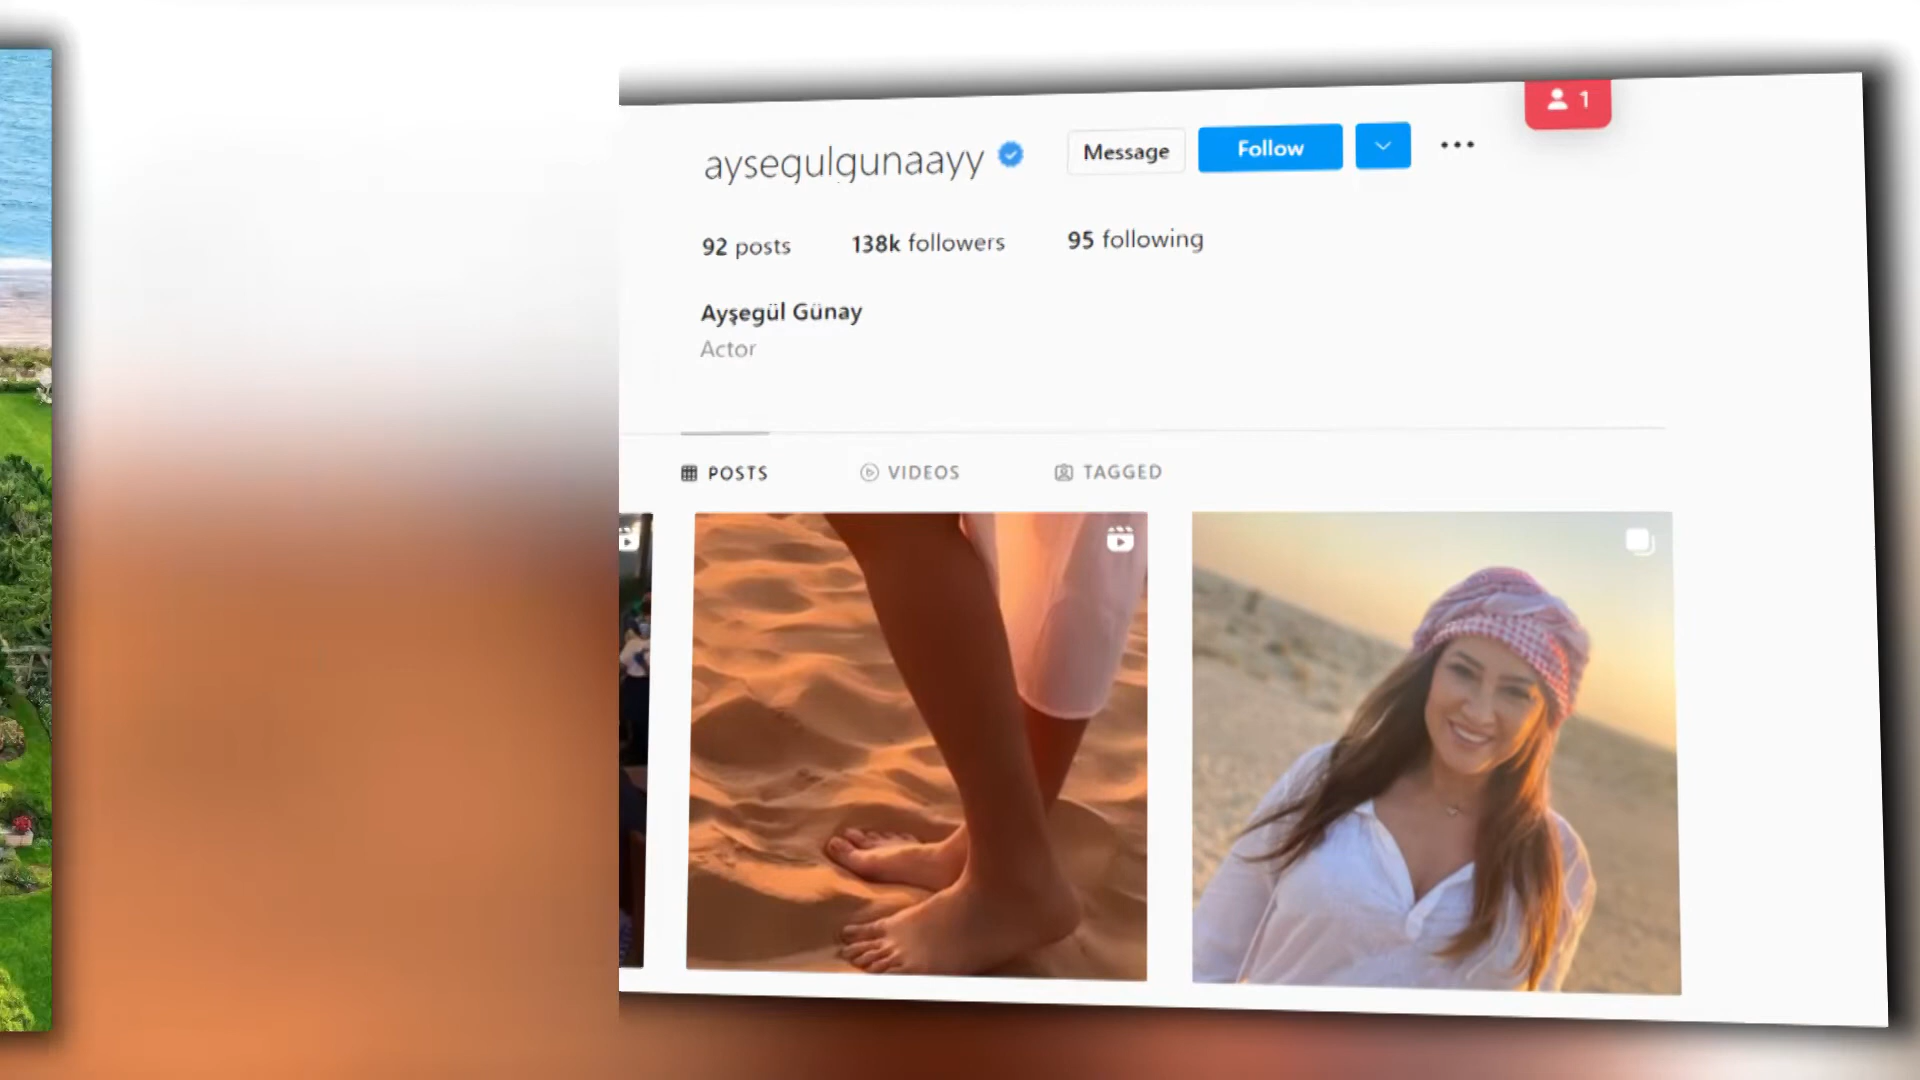 1
aysegulgunaayy
Message
Follow
92 posts
138k followers
95 following
Ayşegül Günay
Actor
POSTS
VIDEOS
TAGGED